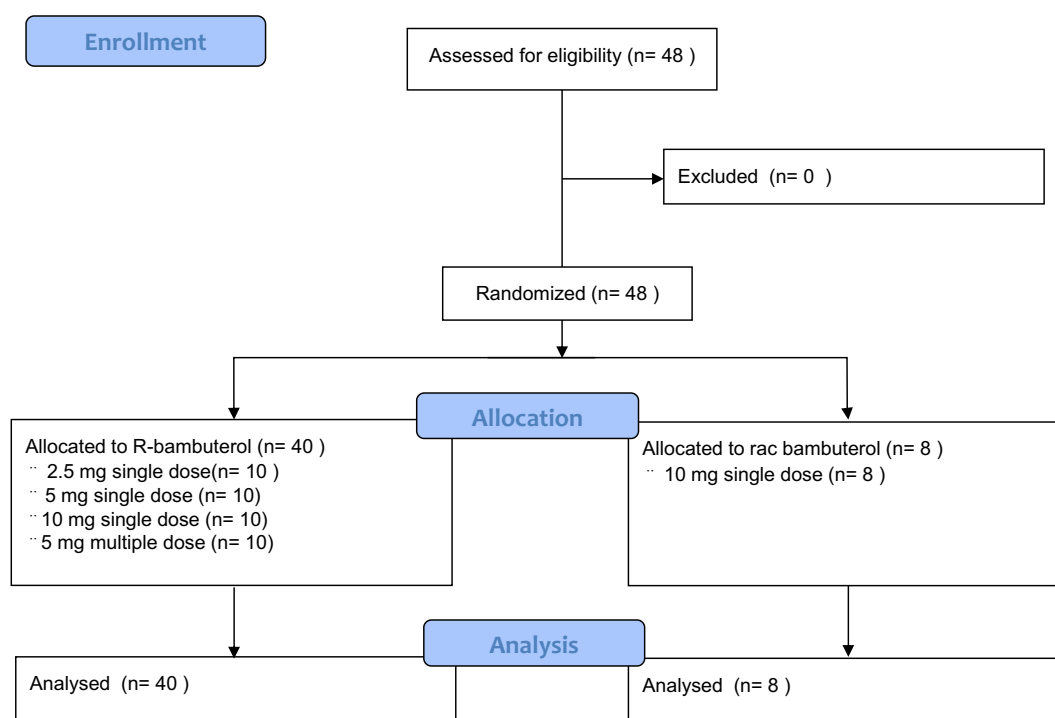 Enrollment
Assessed for eligibility (n= 48 )
Excluded (n= 0 )
Randomized (n= 48 )
Allocation
Allocated to R-bambuterol (n= 40 )
¨ 2.5 mg single dose(n= 10 )
¨ 5 mg single dose (n= 10)
¨ 10 mg single dose (n= 10)
¨ 5 mg multiple dose (n= 10)
Allocated to rac bambuterol (n= 8 )
¨ 10 mg single dose (n= 8 )
Analysis
Analysed (n= 40 )
Analysed (n= 8 )